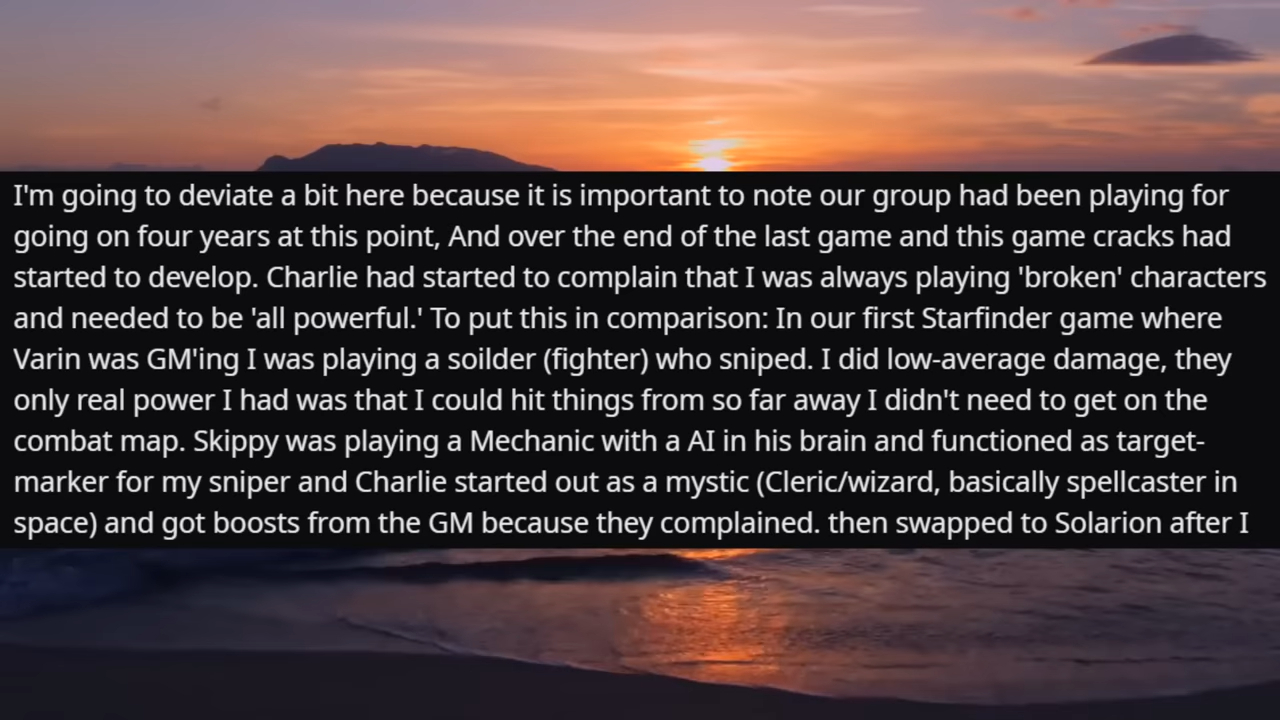 I'm going to deviate a bit here because it is important to note our group had been playing for
going on four years at this point, And over the end of the last game and this game cracks had
started to develop. Charlie had started to complain that I was always playing 'broken' characters
and needed to be 'all powerful.' To put this in comparison: In our first Starfinder game where
Varin was GM'ing I was playing a soilder (fighter) who sniped. I did low-average damage, they
only real power I had was that I could hit things from so far away I didn't need to get on the
combat map. Skippy was playing a Mechanic with a AI in his brain and functioned as target-
marker for my sniper and Charlie started out as a mystic (Cleric/wizard, basically spellcaster in
space) and got boosts from the GM because they complained. then swapped to Solarion after I